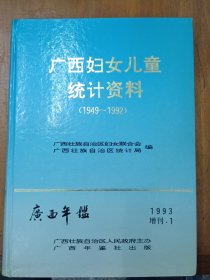 广西妇女儿童
统计资料
(1949—1992)
广西壮族自治区妇女联合会
广西壮族自治区统计局 编
廣西年鑑
1993
增刊·1
广西壮族自治区人民政府主办
广西年鉴社出版